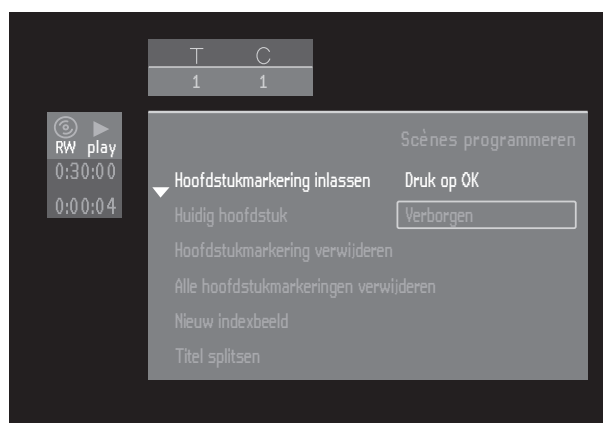 T C
1 1
RW play
0:30:00
0:00:04
Scènes programmeren
Hoofdstukmarkering inlassen Druk op OK
Huidig hoofdstuk Verborgen
Hoofdstukmarkering verwijderen
Alle hoofdstukmarkeringen verwijderen
Nieuw indexbeeld
Titel splitsen